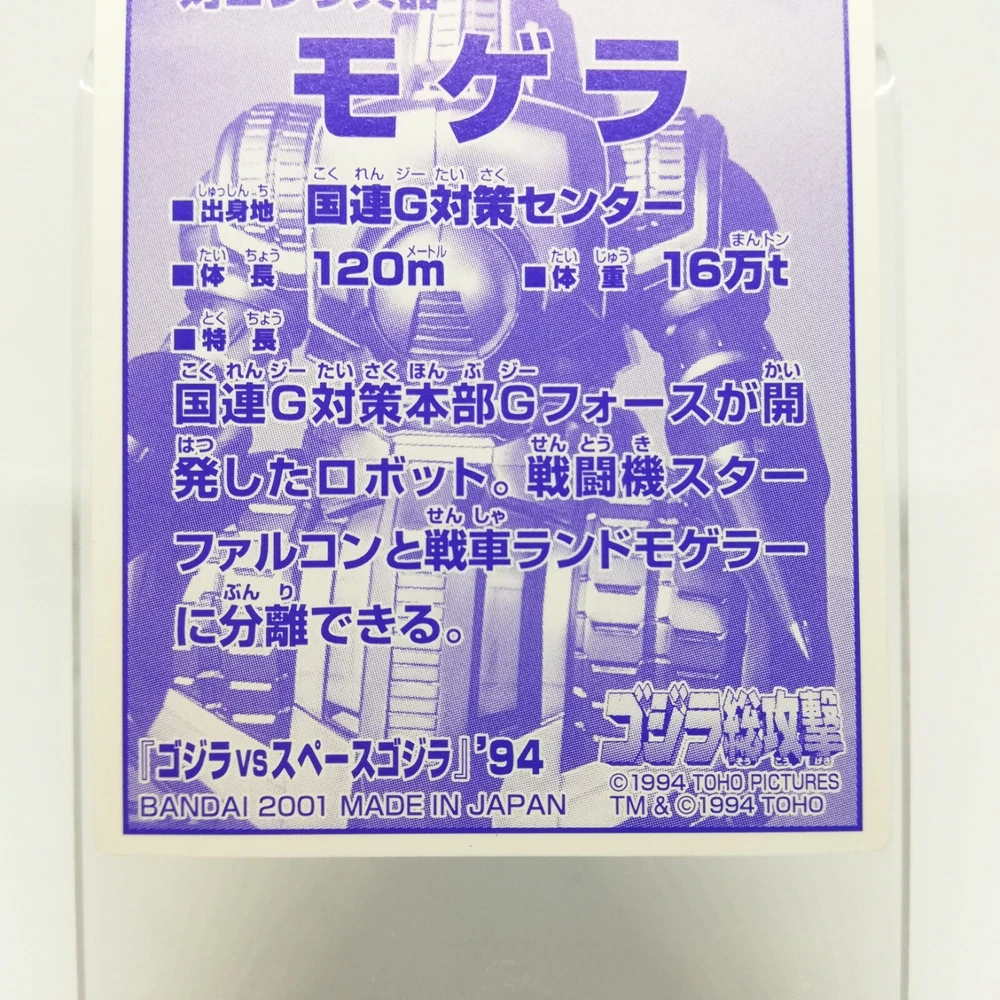 モゲラ
■出身地 国連G対策センター
■体長 120m ■体重 16万t
■特長
国連G対策本部Gフォースが開
発したロボット。戦闘機スター
ファルコンと戦車ランドモゲラー
に分離できる。
ゴジラ総攻撃
『ゴジラVSスペースゴジラ』'94
©1994 TOHO PICTURES
BANDAI 2001 MADE IN JAPAN
TM & ©1994 TOHO